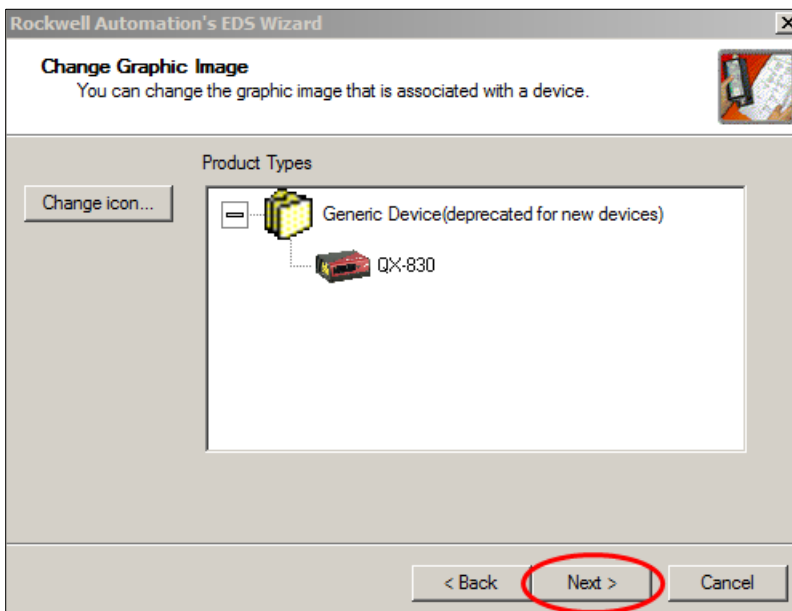 Rockwell Automation's EDS Wizard
Change Graphic Image
You can change the graphic image that is associated with a device.
Product Types
Change icon...
Generic Device(deprecated for new devices)
QX-830
< Back Next > Cancel